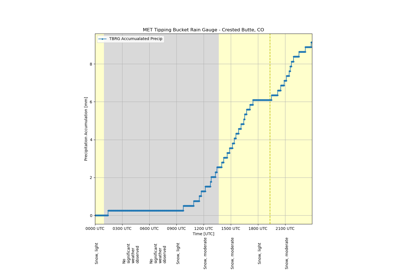 MET Tipping Bucket Rain Gauge - Crested Butte, CO
TBRG Accumualated Precip
Precipitation Accumulation [mm]
8
6
4
2
0
0000 UTC 0300 UTC 0600 UTC 0900 UTC 1200 UTC 1500 UTC 1800 UTC 2100 UTC
Time [UTC]
Snow, light
No
significant
weather
observed
No
significant
weather
observed
Snow, light
Snow, moderate
Snow, moderate
Snow, light
Snow, moderate